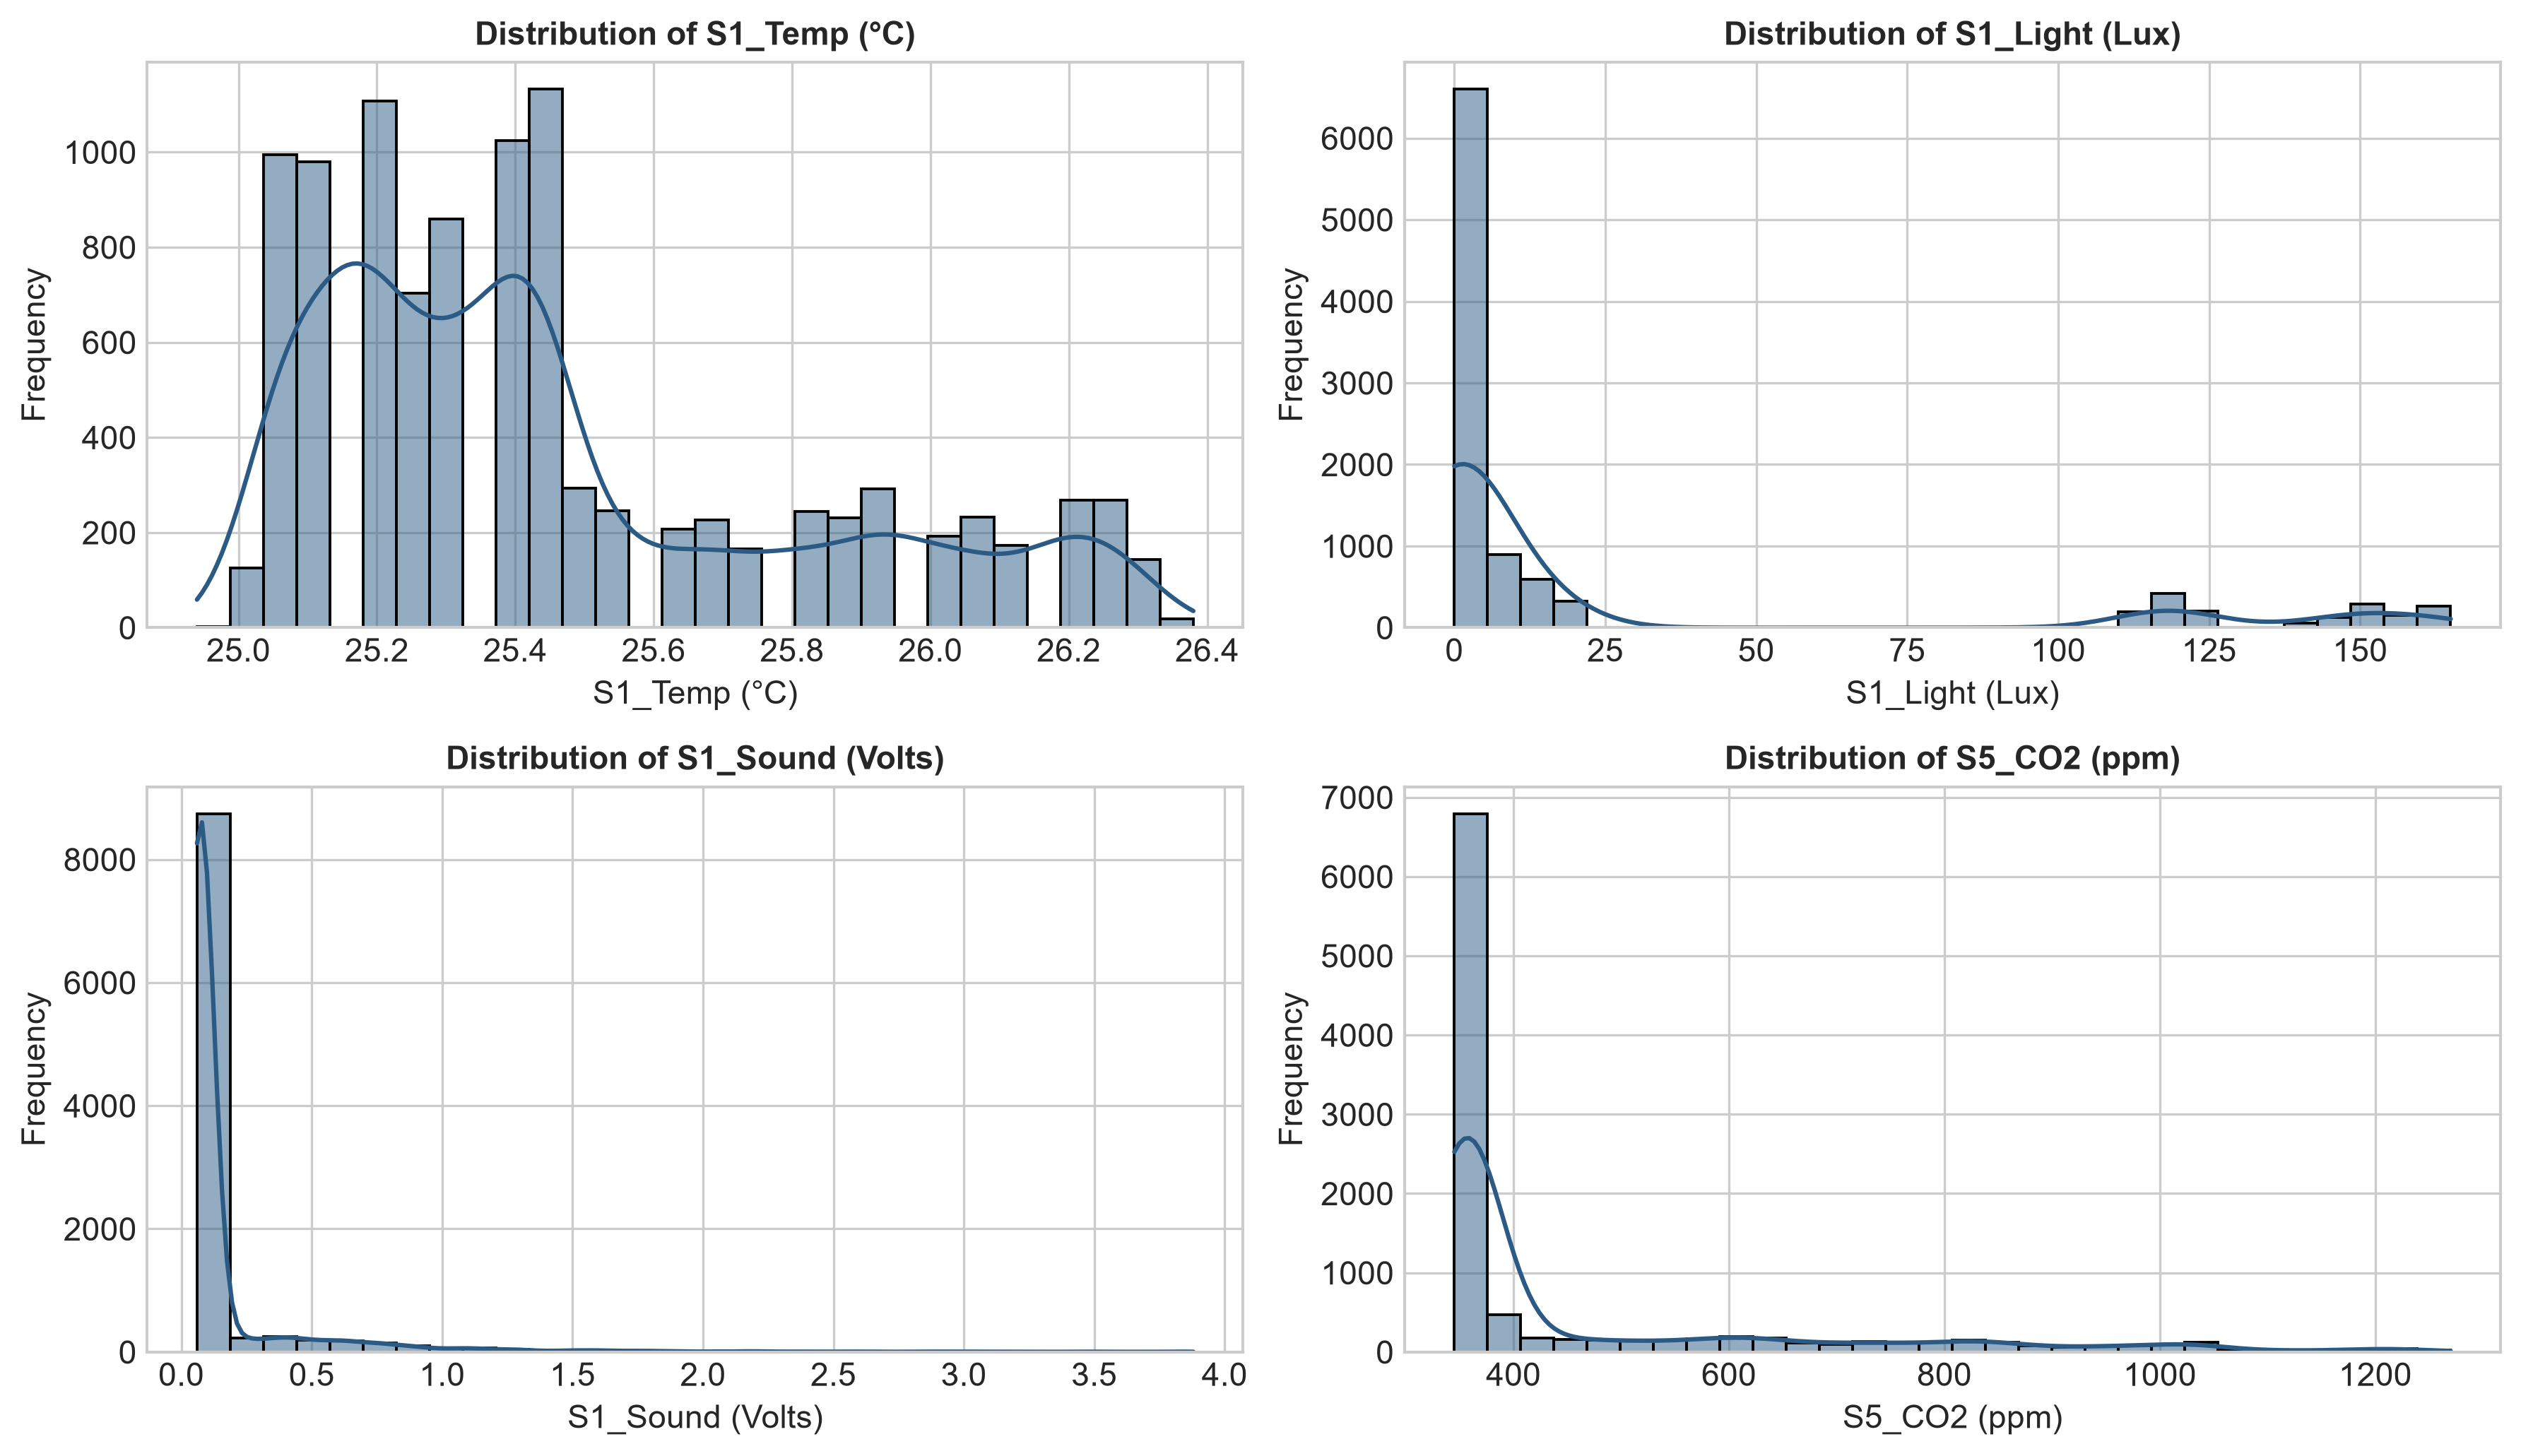 Distribution of S1_Temp (°C)
Frequency
1000
800
600
400
200
0
25.0 25.2 25.4 25.6 25.8 26.0 26.2 26.4
S1_Temp (°C)
Distribution of S1_Light (Lux)
Frequency
6000
5000
4000
3000
2000
1000
0
0 25 50 75 100 125 150
S1_Light (Lux)
Distribution of S1_Sound (Volts)
Frequency
8000
6000
4000
2000
0
0.0 0.5 1.0 1.5 2.0 2.5 3.0 3.5 4.0
S1_Sound (Volts)
Distribution of S5_CO2 (ppm)
Frequency
7000
6000
5000
4000
3000
2000
1000
0
400 600 800 1000 1200
S5_CO2 (ppm)